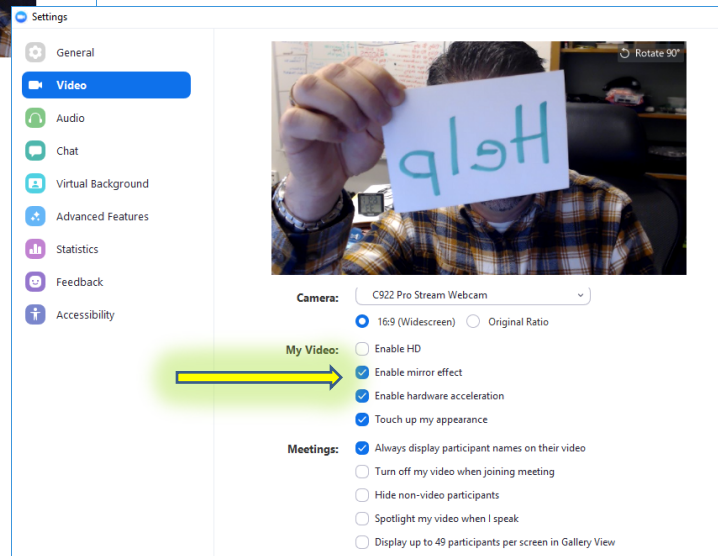 Settings
General
Rotate 90°
Video
Audio
Chat
Virtual Background
Advanced Features
Statistics
Feedback
Accessibility
Help
Camera: C922 Pro Stream Webcam
16:9 (Widescreen) Original Ratio
My Video: Enable HD
Enable mirror effect
Enable hardware acceleration
Touch up my appearance
Meetings: Always display participant names on their video
Turn off my video when joining meeting
Hide non-video participants
Spotlight my video when I speak
Display up to 49 participants per screen in Gallery View